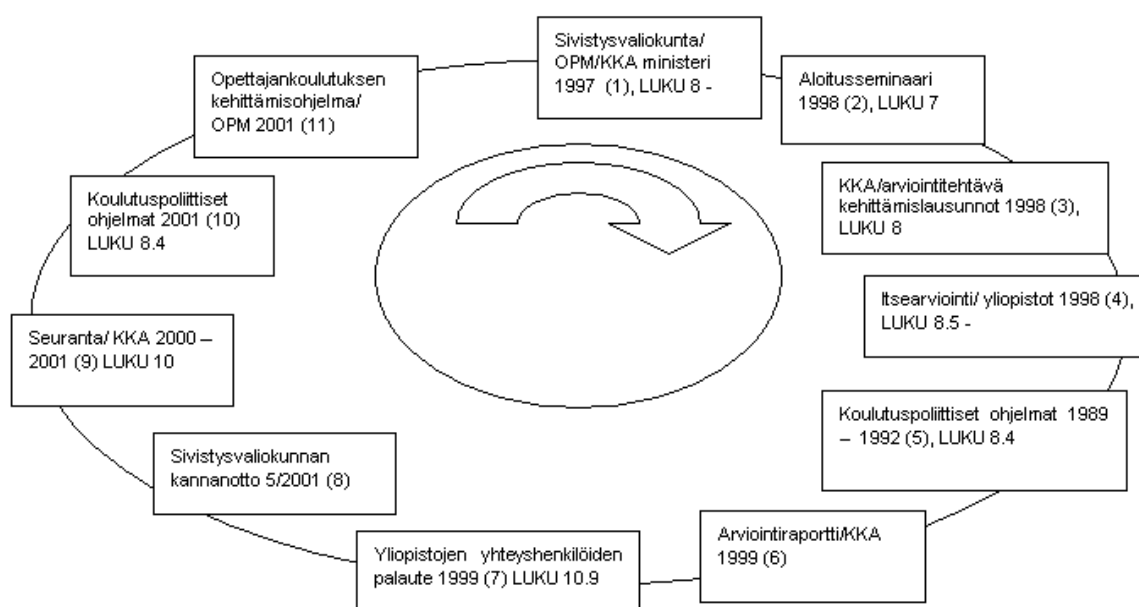 Sivistysvaliokunta/
OPM/KKA ministeri
1997 (1), LUKU 8 -
Aloitusseminaari
1998 (2), LUKU 7
KKA/arviointitehtävä
kehittämislausunnot 1998 (3),
LUKU 8
Itsearviointi/ yliopistot 1998 (4),
LUKU 8.5 -
Koulutuspoliittiset ohjelmat 1989
– 1992 (5), LUKU 8.4
Arviointiraportti/KKA
1999 (6)
Yliopistojen yhteyshenkilöiden
palaute 1999 (7) LUKU 10.9
Sivistysvaliokunnan
kannanotto 5/2001 (8)
Seuranta/ KKA 2000 –
2001 (9) LUKU 10
Koulutuspoliittiset
ohjelmat 2001 (10)
LUKU 8.4
Opettajankoulutuksen
kehittämisohjelma/
OPM 2001 (11)